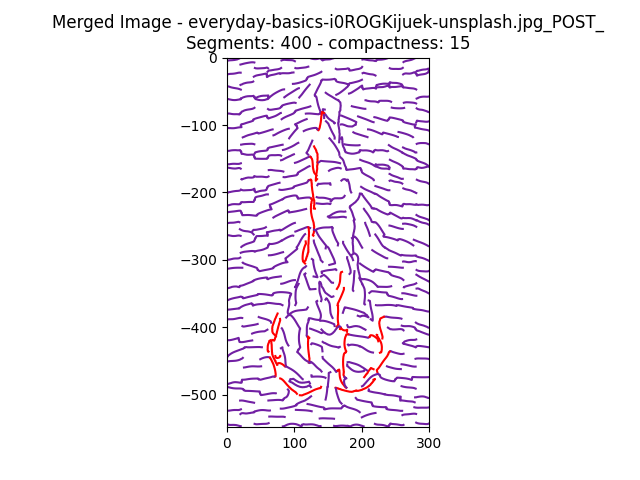 Merged Image - everyday-basics-i0ROGKijuek-unsplash.jpg_POST_
Segments: 400 - compactness: 15
0
−100
−200
−300
−400
−500
0 100 200 300